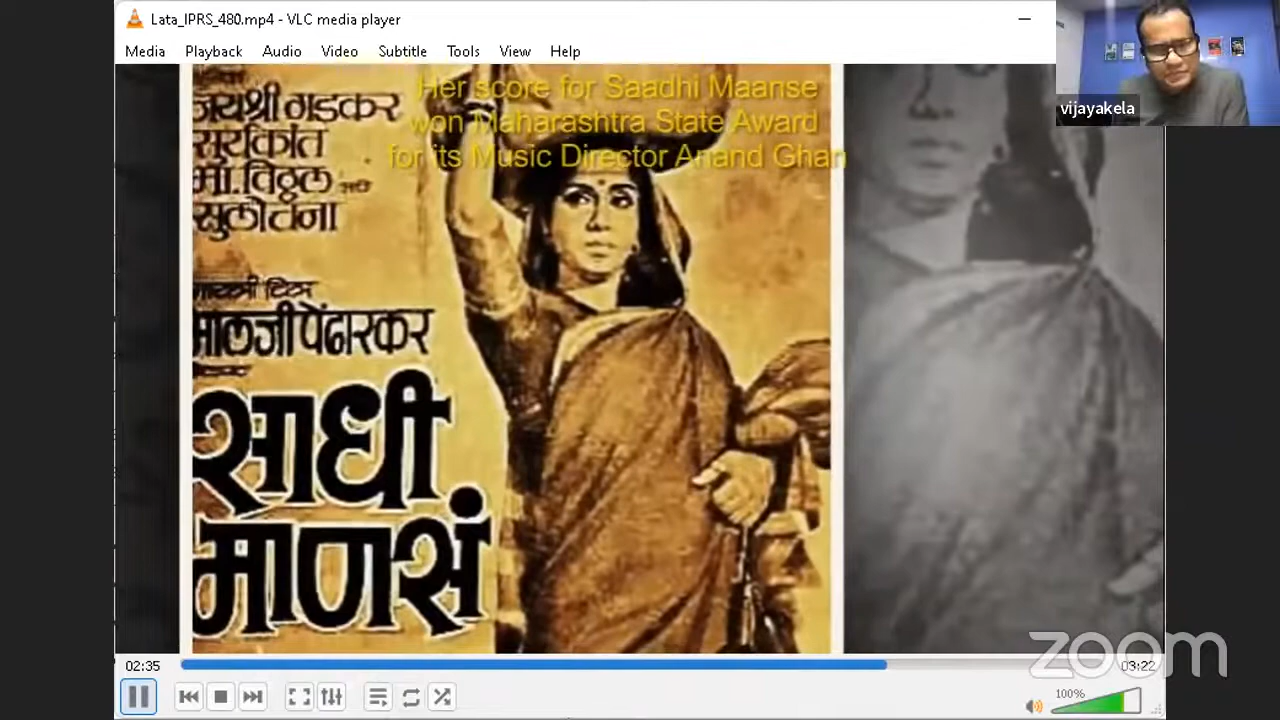 Lata_IPRS_480.mp4 - VLC media player
Media Playback Audio Video Subtitle Tools View Help
vijayakela
Her score for Saadhi Maanse
won Maharashtra State Award
for its Music Director Anand Ghan
जयश्री गडकर
सुर्यकांत
मा. विठ्ठल
सुलोचना
चित्र
भालजी पेंढारकर
साधी
माणसं
zoom
02:35
03:22
100%